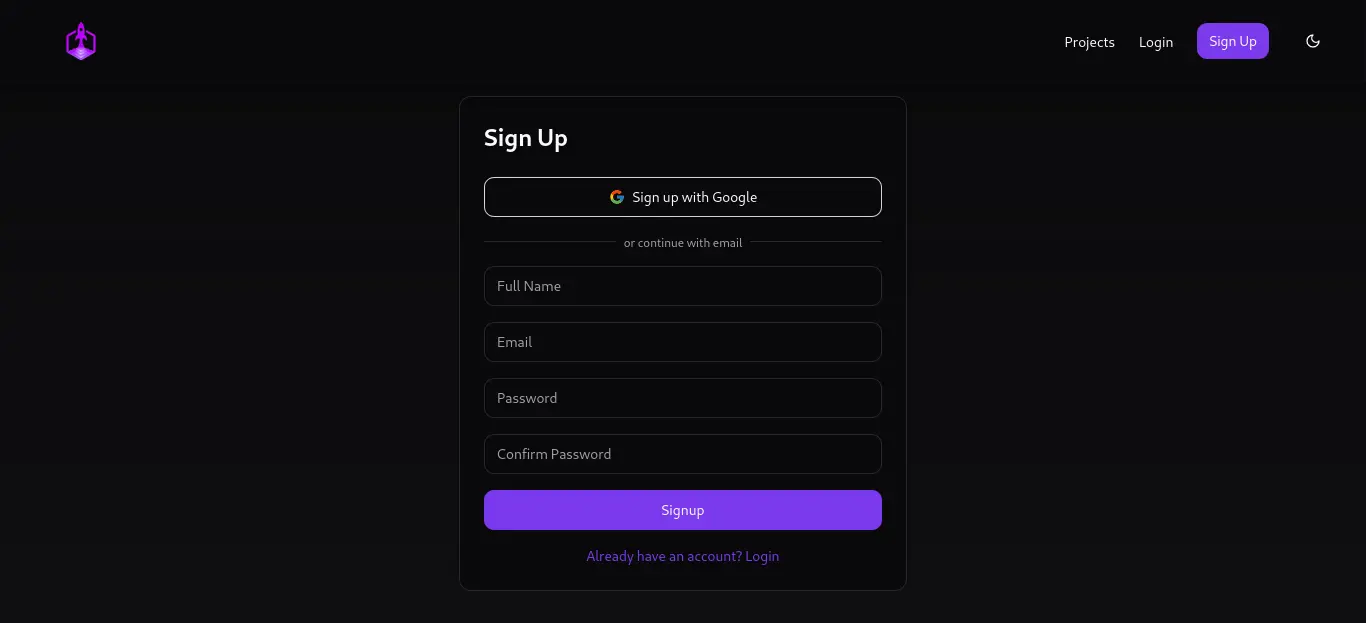 Projects Login Sign Up
Sign Up
Sign up with Google
or continue with email
Full Name
Email
Password
Confirm Password
Signup
Already have an account? Login